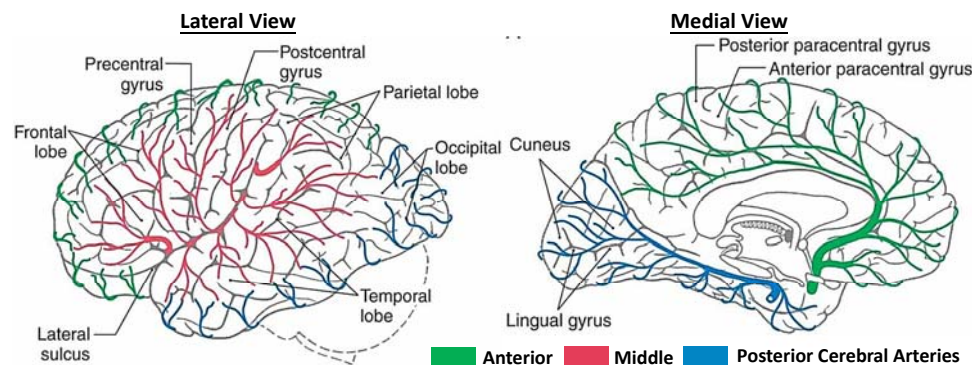 Lateral View
Precentral
gyrus
Postcentral
gyrus
Parietal lobe
Frontal
lobe
Occipital
lobe
Temporal
lobe
Lateral
sulcus
Medial View
Posterior paracentral gyrus
Anterior paracentral gyrus
Cuneus
Lingual gyrus
Anterior
Middle
Posterior Cerebral Arteries